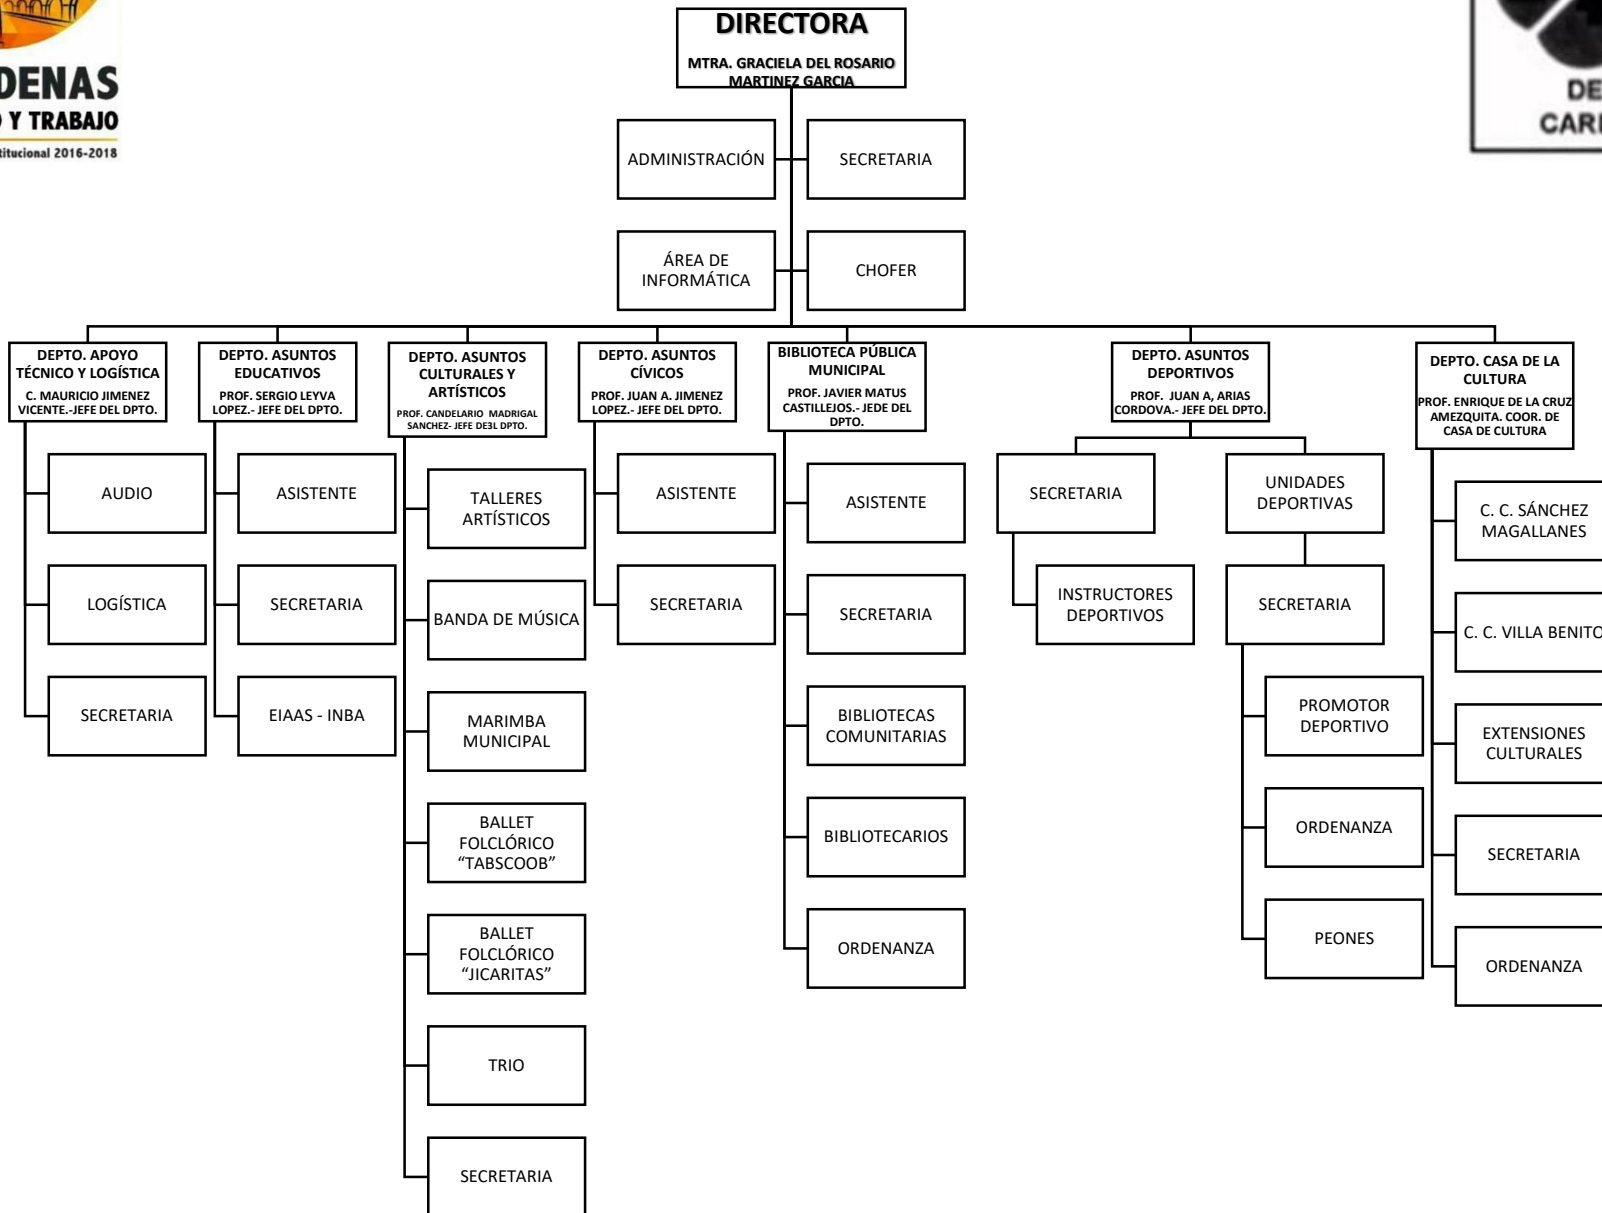 DENAS
Y TRABAJO
2016-2018
DIRECTORA
MTRA. GRACIELA DEL ROSARIO
MARTINEZ GARCIA
DE
CAR
ADMINISTRACIÓN
SECRETARIA
ÁREA DE
INFORMÁTICA
CHOFER
DEPTO. APOYO
TÉCNICO Y LOGÍSTICA
C. MAURICIO JIMENEZ
VICENTE.-JEFE DEL DPTO.
AUDIO
LOGÍSTICA
SECRETARIA
DEPTO. ASUNTOS
EDUCATIVOS
PROF. SERGIO LEYVA
LOPEZ.- JEFE DEL DPTO.
ASISTENTE
SECRETARIA
EIAAS - INBA
DEPTO. ASUNTOS
CULTURALES Y
ARTÍSTICOS
PROF. CANDELARIO  MADRIGAL
SANCHEZ- JEFE DE3L DPTO.
TALLERES
ARTÍSTICOS
BANDA DE MÚSICA
MARIMBA
MUNICIPAL
BALLET
FOLCLÓRICO
“TABSCOOB”
BALLET
FOLCLÓRICO
“JICARITAS”
TRIO
SECRETARIA
DEPTO. ASUNTOS
CÍVICOS
PROF. JUAN A. JIMENEZ
LOPEZ.- JEFE DEL DPTO.
ASISTENTE
SECRETARIA
BIBLIOTECA PÚBLICA
MUNICIPAL
PROF. JAVIER MATUS
CASTILLEJOS.- JEDE DEL
DPTO.
ASISTENTE
SECRETARIA
BIBLIOTECAS
COMUNITARIAS
BIBLIOTECARIOS
ORDENANZA
DEPTO. ASUNTOS
DEPORTIVOS
PROF.  JUAN A, ARIAS
CORDOVA.- JEFE DEL DPTO.
SECRETARIA
INSTRUCTORES
DEPORTIVOS
UNIDADES
DEPORTIVAS
SECRETARIA
PROMOTOR
DEPORTIVO
ORDENANZA
PEONES
DEPTO. CASA DE LA
CULTURA
PROF. ENRIQUE DE LA CRUZ
AMEZQUITA. COOR. DE
CASA DE CULTURA
C. C. SÁNCHEZ
MAGALLANES
C. C. VILLA BENITO
EXTENSIONES
CULTURALES
SECRETARIA
ORDENANZA